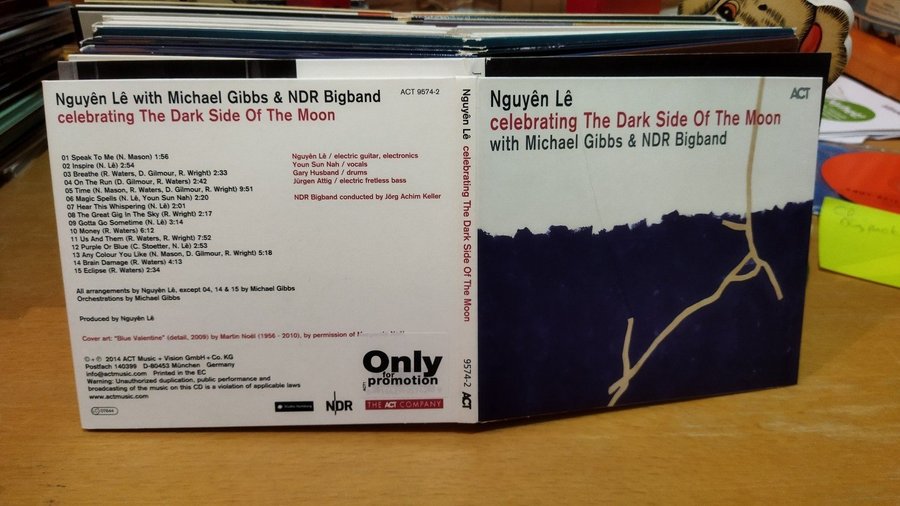 Nguyên Lê with Michael Gibbs & NDR Bigband
ACT 9574-2
celebrating The Dark Side Of The Moon
01 Speak To Me (N. Mason) 1:56
02 Inspire (N. Lê) 2:54
03 Breathe (R. Waters, D. Gilmour, R. Wright) 2:33
04 On The Run (D. Gilmour, R. Waters) 2:42
05 Time (N. Mason, R. Waters, D. Gilmour, R. Wright) 9:51
06 Magic Spells (N. Lê, Youn Sun Nah) 2:20
07 Hear This Whispering (N. Lê) 2:01
08 The Great Gig In The Sky (R. Wright) 2:17
09 Gotta Go Sometime (N. Lê) 3:14
10 Money (R. Waters) 6:12
11 Us And Them (R. Waters, R. Wright) 7:52
12 Purple Or Blue (C. Stoetter, N. Lê) 2:53
13 Any Colour You Like (N. Mason, D. Gilmour, R. Wright) 5:18
14 Brain Damage (R. Waters) 4:13
15 Eclipse (R. Waters) 2:34
Nguyên Lê / electric guitar, electronics
Youn Sun Nah / vocals
Gary Husband / drums
Jürgen Attig / electric fretless bass
NDR Bigband conducted by Jörg Achim Keller
All arrangements by Nguyên Lê, except 04, 14 & 15 by Michael Gibbs
Orchestrations by Michael Gibbs
Produced by Nguyên Lê
Cover art: "Blue Valentine" (detail, 2009) by Martin Noël (1956 - 2010), by permission of
© + ℗ 2014 ACT Music + Vision GmbH + Co. KG
Postfach 140399 D-80453 München Germany
info@actmusic.com Printed in the EC
Warning: Unauthorized duplication, public performance and
broadcasting of the music on this CD is a violation of applicable laws
www.actmusic.com
NDR
Only
for
promotion
THE ACT COMPANY
Nguyên Lê celebrating The Dark Side Of The Moon
9574-2 ACT
ACT
Nguyên Lê
celebrating The Dark Side Of The Moon
with Michael Gibbs & NDR Bigband